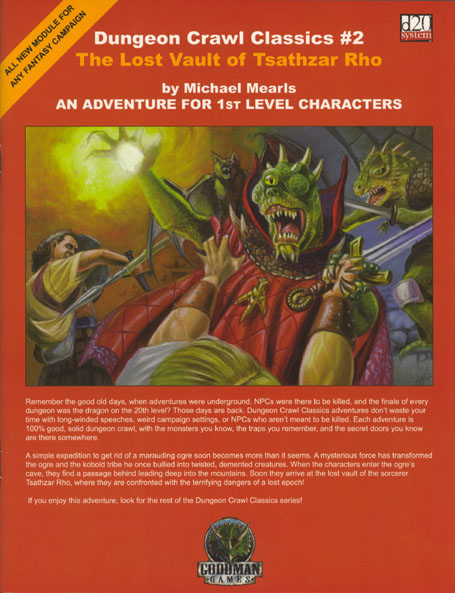 ALL NEW MODULE FOR
ANY FANTASY CAMPAIGN
d20
system
Dungeon Crawl Classics #2
The Lost Vault of Tsathzar Rho
by Michael Mearls
AN ADVENTURE FOR 1ST LEVEL CHARACTERS
Remember the good old days, when adventures were underground, NPCs were there to be killed, and the finale of every
dungeon was the dragon on the 20th level? Those days are back. Dungeon Crawl Classics adventures don't waste your
time with long-winded speeches, weird campaign settings, or NPCs who aren't meant to be killed. Each adventure is
100% good, solid dungeon crawl, with the monsters you know, the traps you remember, and the secret doors you know
are there somewhere.
A simple expedition to get rid of a marauding ogre soon becomes more than it seems. A mysterious force has transformed
the ogre and the kobold tribe he once bullied into twisted, demented creatures. When the characters enter the ogre's
cave, they find a passage behind leading deep into the mountains. Soon they arrive at the lost vault of the sorcerer
Tsathzar Rho, where they are confronted with the terrifying dangers of a lost epoch!
If you enjoy this adventure, look for the rest of the Dungeon Crawl Classics series!
GOODMAN
GAMES